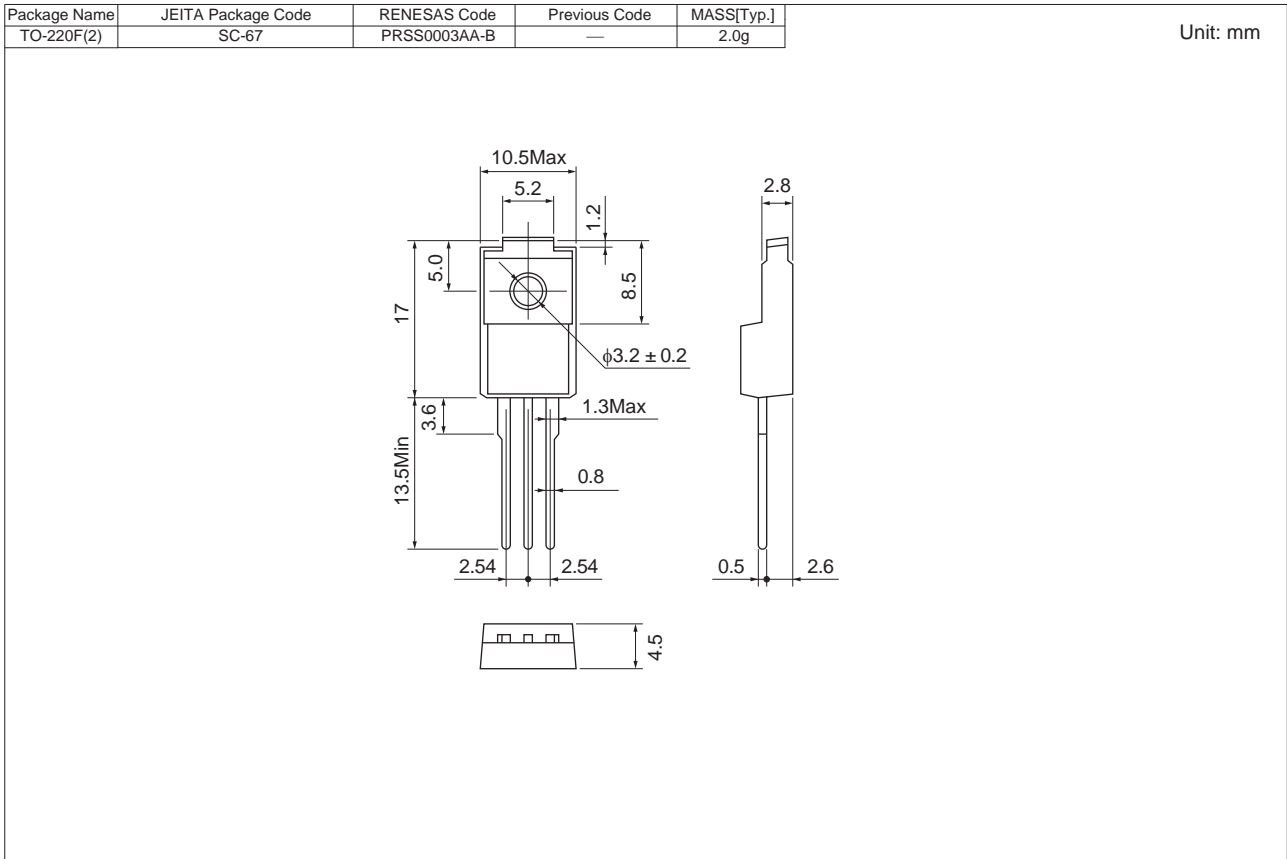 Package Name JEITA Package Code RENESAS Code Previous Code MASS[Typ.]
TO-220F(2) SC-67 PRSS0003AA-B — 2.0g
Unit: mm
10.5Max
5.2
1.2
2.8
5.0
8.5
17
ϕ3.2 ± 0.2
3.6
1.3Max
13.5Min
0.8
2.54 2.54
0.5 2.6
4.5